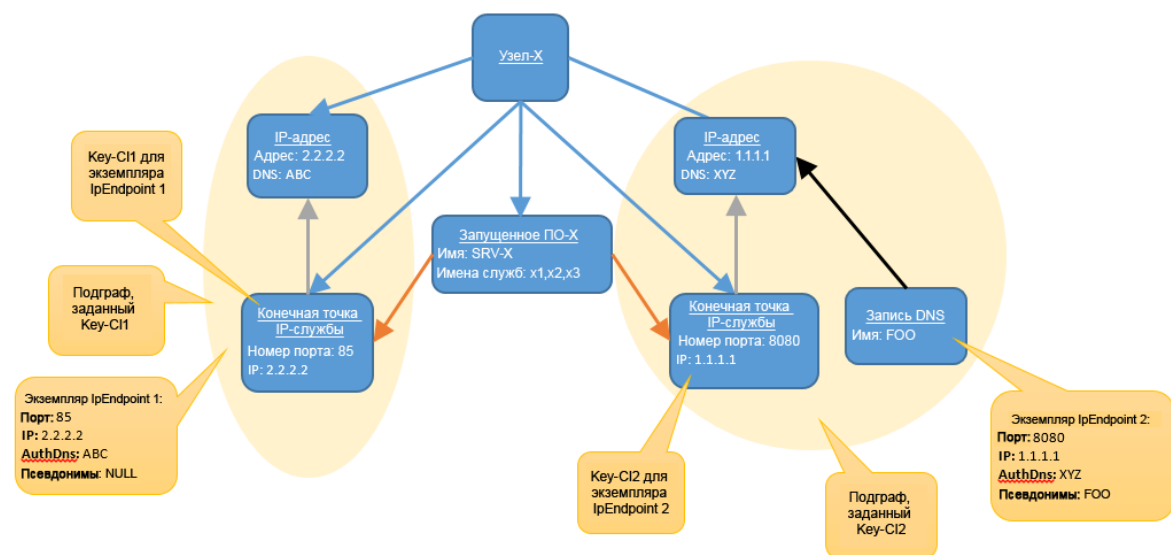 Узел-X
IP-адрес
Адрес: 2.2.2.2
DNS: ABC
IP-адрес
Адрес: 1.1.1.1
DNS: XYZ
Key-CI1 для
экземпляра
IpEndpoint 1
Запущенное ПО-X
Имя: SRV-X
Имена служб: x1,x2,x3
Подграф,
заданный
Key-CI1
Конечная точка
IP-службы
Номер порта: 85
IP: 2.2.2.2
Конечная точка
IP-службы
Номер порта: 8080
IP: 1.1.1.1
Запись DNS
Имя: FOO
Экземпляр IpEndpoint 1:
Порт: 85
IP: 2.2.2.2
AuthDns: ABC
Псевдонимы: NULL
Key-CI2 для
экземпляра
IpEndpoint 2
Подграф,
заданный
Key-CI2
Экземпляр IpEndpoint 2:
Порт: 8080
IP: 1.1.1.1
AuthDns: XYZ
Псевдонимы: FOO